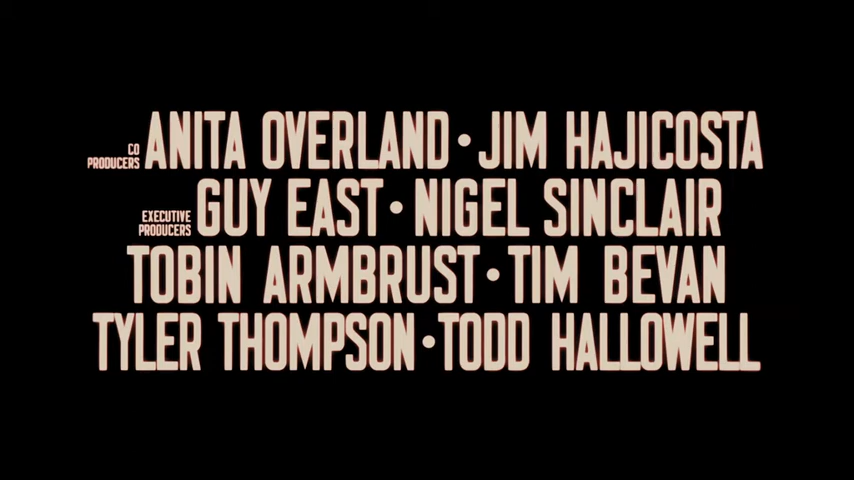 CO PRODUCERS ANITA OVERLAND • JIM HAJICOSTA
EXECUTIVE PRODUCERS GUY EAST • NIGEL SINCLAIR
TOBIN ARMBRUST • TIM BEVAN
TYLER THOMPSON • TODD HALLOWELL